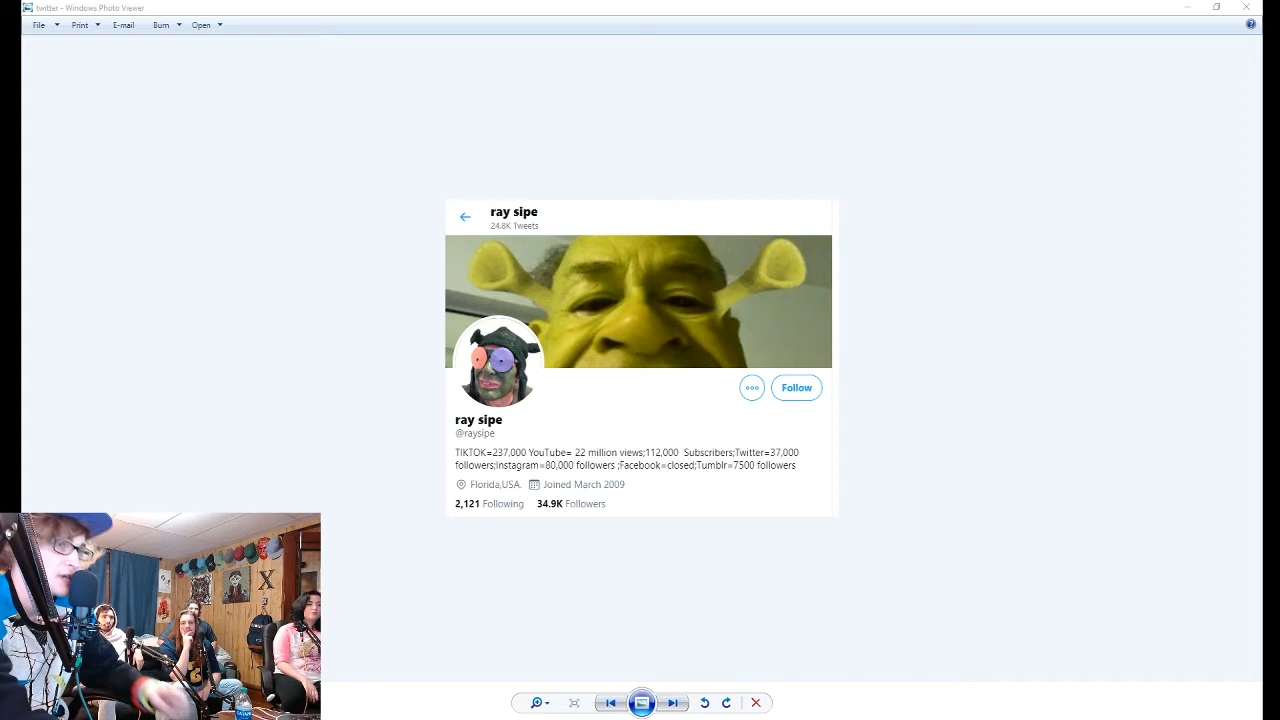 twitter - Windows Photo Viewer
File Print E-mail Burn Open
ray sipe
24.8K Tweets
Follow
ray sipe
@raysipe
TIKTOK=237,000 YouTube= 22 million views;112,000 Subscribers;Twitter=37,000
followers;Instagram=80,000 followers ;Facebook=closed;Tumblr=7500 followers
Florida,USA. Joined March 2009
2,121 Following 34.9K Followers
X